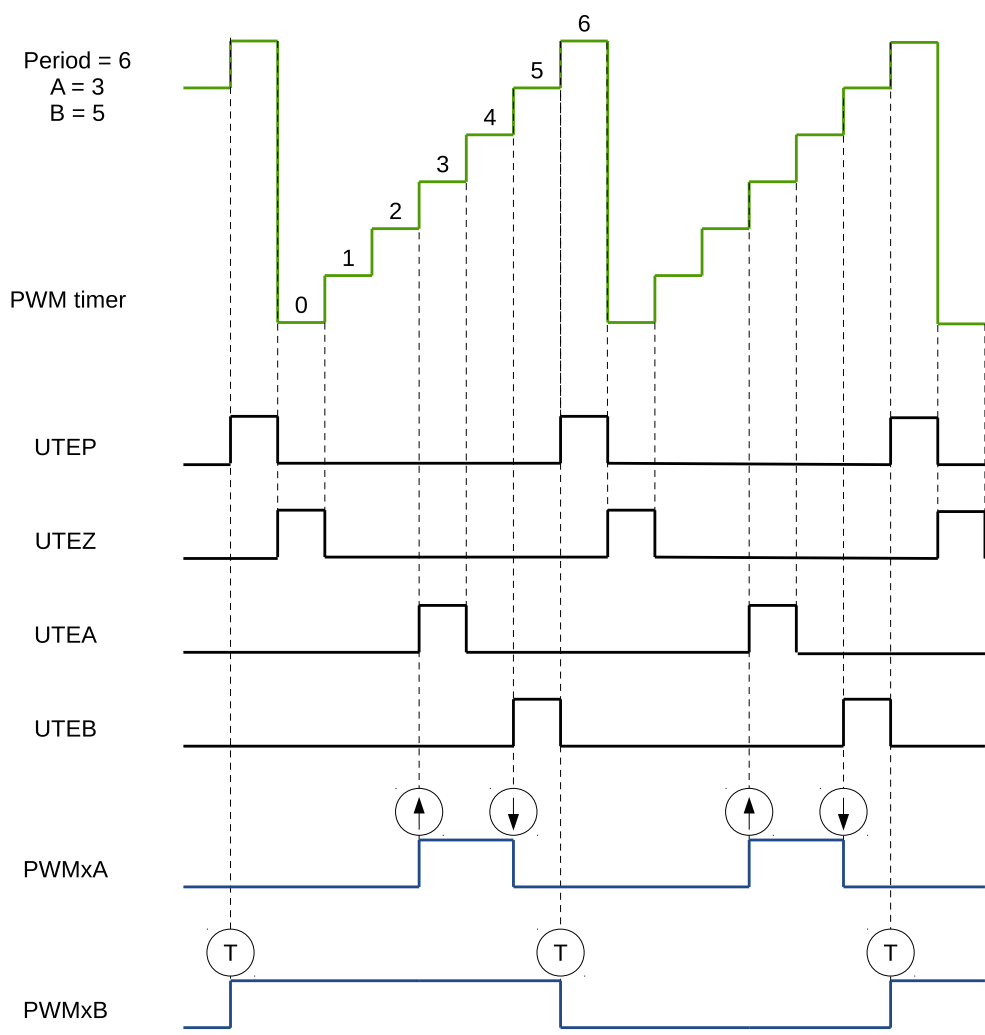 6
Period = 6
A = 3
B = 5
5
4
3
2
1
0
PWM timer
UTEP
UTEZ
UTEA
UTEB
PWMxA
T
T
T
PWMxB